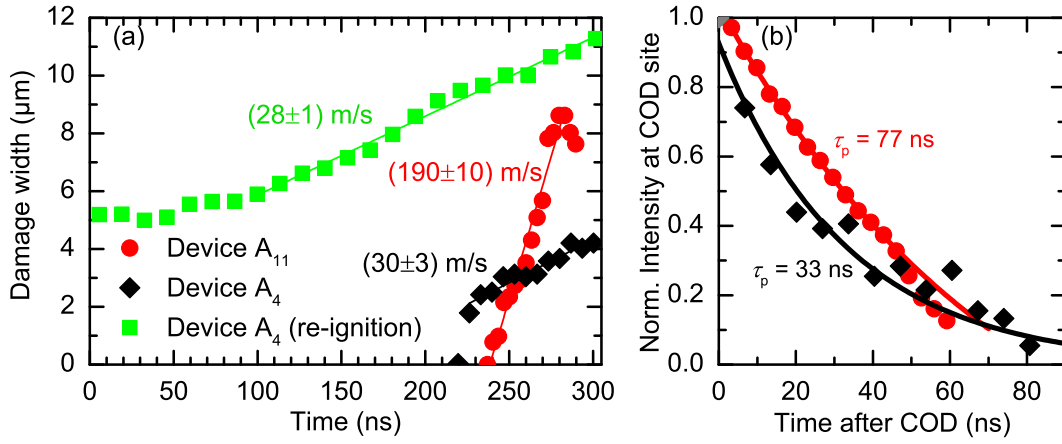 (a)
12
10
8
6
4
2
0
Damage width (µm)
(28±1) m/s
(190±10) m/s
(30±3) m/s
Device A₁₁
Device A₄
Device A₄ (re-ignition)
0 50 100 150 200 250 300
Time (ns)
(b)
1.0
0.8
0.6
0.4
0.2
0.0
Norm. Intensity at COD site
τₚ = 77 ns
τₚ = 33 ns
0 20 40 60 80
Time after COD (ns)